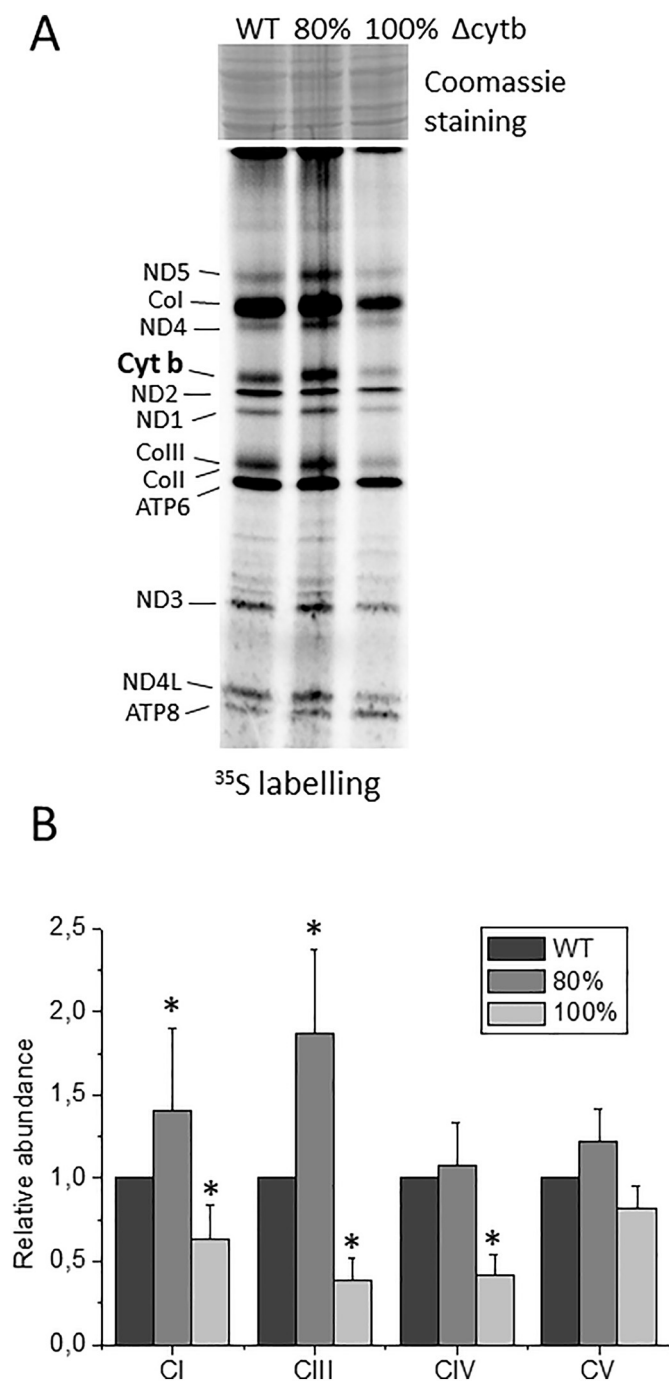 A
WT 80% 100% Δcytb
Coomassie
staining
ND5
CoI
ND4
Cyt b
ND2
ND1
CoIII
CoII
ATP6
ND3
ND4L
ATP8
³⁵S labelling
B
2,5
2,0
1,5
1,0
0,5
0,0
Relative abundance
* * * * *
WT
80%
100%
CI CIII CIV CV